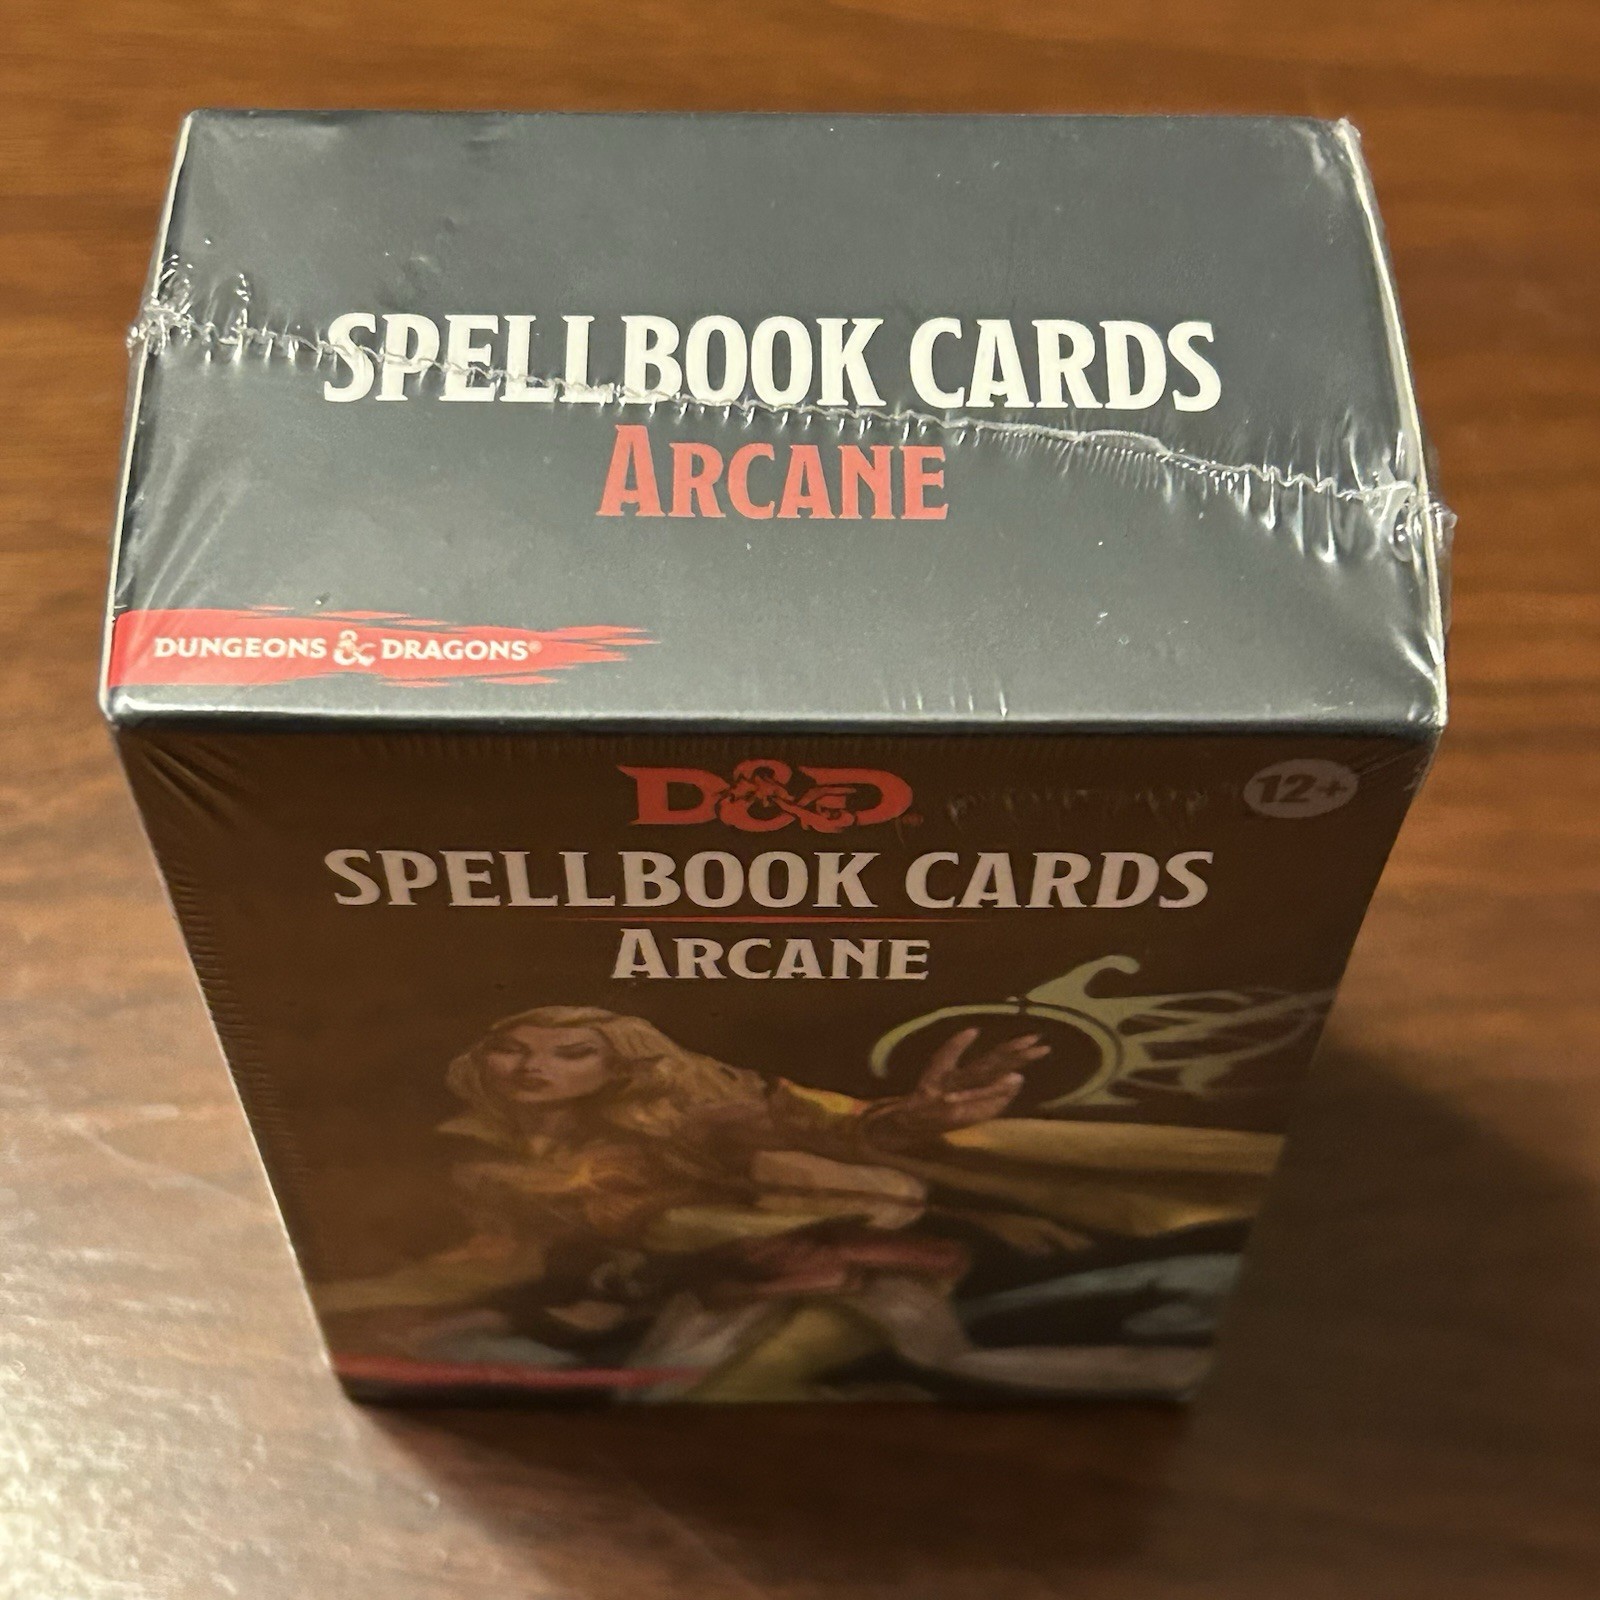 SPELLBOOK CARDS
ARCANE
DUNGEONS & DRAGONS®
D&D
12+
SPELLBOOK CARDS
ARCANE